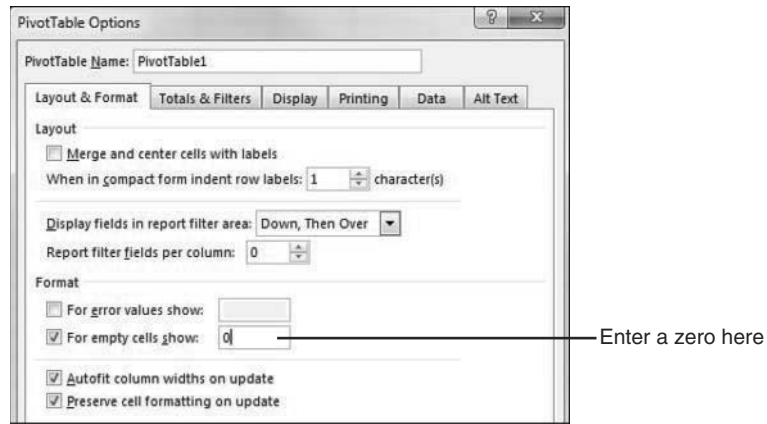 PivotTable Options
PivotTable Name: PivotTable1
Layout & Format Totals & Filters Display Printing Data Alt Text
Layout
Merge and center cells with labels
When in compact form indent row labels: 1 character(s)
Display fields in report filter area: Down, Then Over
Report filter fields per column: 0
Format
For error values show:
For empty cells show: 0
Enter a zero here
Autofit column widths on update
Preserve cell formatting on update